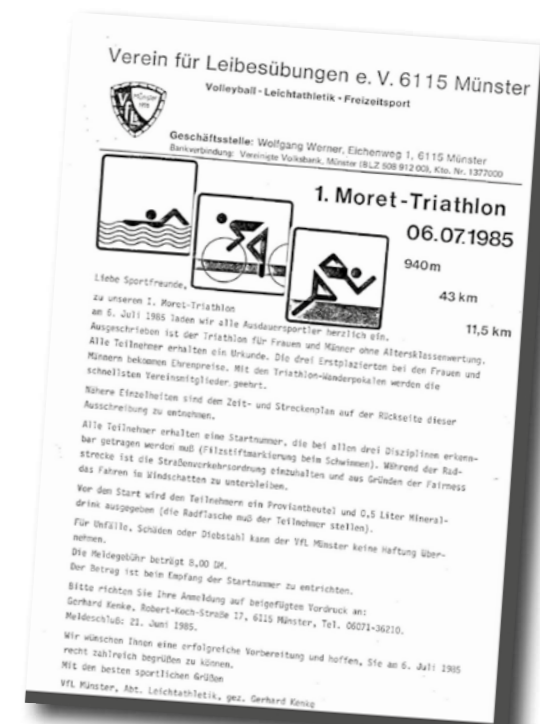 Verein für Leibesübungen e. V. 6115 Münster
Volleyball - Leichtathletik - Freizeitsport
MÜNSTER
VfL
Geschäftsstelle: Wolfgang Werner, Eichenweg 1, 6115 Münster
Bankverbindung: Vereinigte Volksbank, Münster (BLZ 508 912 00), Kto. Nr. 1377000
1. Moret-Triathlon
06.07.1985
940m
43 km
11,5 km
Liebe Sportfreunde,
zu unseren I. Moret-Triathlon
am 6. Juli 1985 laden wir alle Ausdauersportler herzlich ein.
Ausgeschrieben ist der Triathlon für Frauen und Männer ohne Altersklassenwertung.
Alle Teilnehmer erhalten ein Urkunde. Die drei Erstplazierten bei den Frauen und
Männern bekommen Ehrenpreise. Mit den Triathlon-Wanderpokalen werden die
schnellsten Vereinsmitglieder geehrt.
Nähere Einzelheiten sind dem Zeit- und Streckenplan auf der Rückseite dieser
Ausschreibung zu entnehmen.
Alle Teilnehmer erhalten eine Startnummer, die bei allen drei Disziplinen erkenn-
bar getragen werden muß (Filzstiftmarkierung beim Schwimmen). Während der Rad-
strecke ist die Straßenverkehrsordnung einzuhalten und aus Gründen der Fairness
das Fahren im Windschatten zu unterbleiben.
Vor den Start wird den Teilnehmern ein Proviantbeutel und 0,5 Liter Mineral-
drink ausgegeben (die Radflasche muß der Teilnehmer stellen).
Für Unfälle, Schäden oder Diebstahl kann der VfL Münster keine Haftung über-
nehmen.
Die Meldegebühr beträgt 8,00 DM.
Der Betrag ist beim Empfang der Startnummer zu entrichten.
Bitte richten Sie Ihre Anmeldung auf beigefügten Vordruck an:
Gerhard Kenke, Robert-Koch-Straße 17, 6115 Münster, Tel. 06071-36210.
Meldeschluß: 21. Juni 1985.
Wir wünschen Ihnen eine erfolgreiche Vorbereitung und hoffen, Sie am 6. Juli 1985
recht zahlreich begrüßen zu können.
Mit den besten sportlichen Grüßen
VfL Münster, Abt. Leichtathletik, gez. Gerhard Kenke